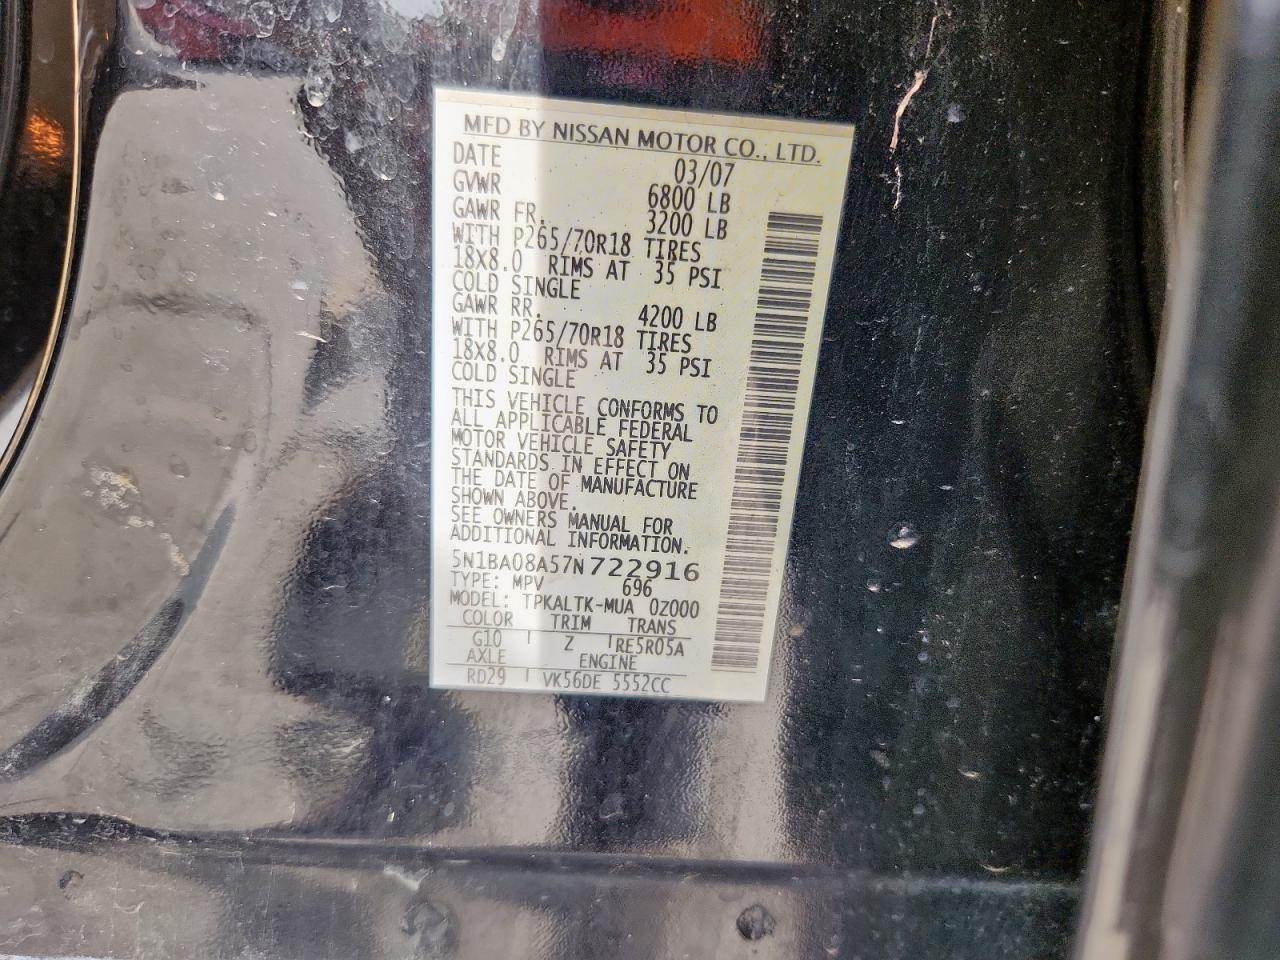 MFD BY NISSAN MOTOR CO., LTD.
DATE 03/07
GVWR 6800 LB
GAWR FR. 3200 LB
WITH P265/70R18 TIRES
18X8.0 RIMS AT 35 PSI
COLD SINGLE
GAWR RR. 4200 LB
WITH P265/70R18 TIRES
18X8.0 RIMS AT 35 PSI
COLD SINGLE
THIS VEHICLE CONFORMS TO
ALL APPLICABLE FEDERAL
MOTOR VEHICLE SAFETY
STANDARDS IN EFFECT ON
THE DATE OF MANUFACTURE
SHOWN ABOVE.
SEE OWNERS MANUAL FOR
ADDITIONAL INFORMATION.
5N1BA08A57N722916
TYPE: MPV 696
MODEL: TPKALTK-MUA 0Z000
COLOR TRIM TRANS
G10 Z RE5R05A
AXLE ENGINE
RD29 VK56DE 5552CC